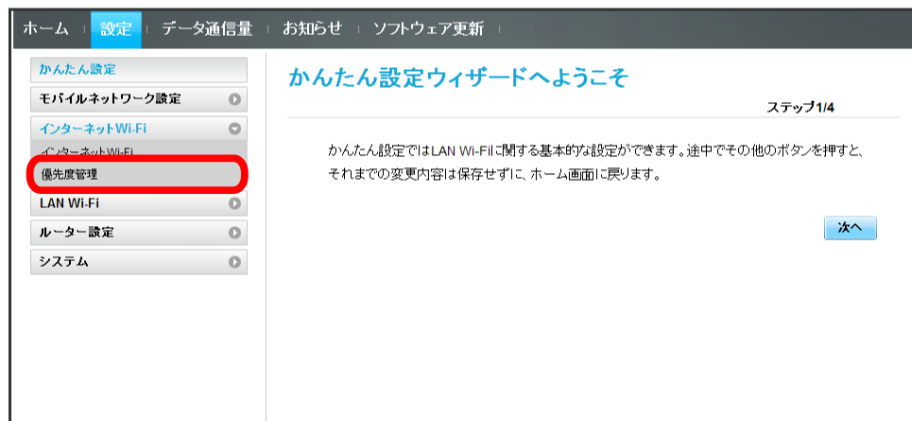 ホーム 設定 データ通信量 お知らせ ソフトウェア更新
かんたん設定
モバイルネットワーク設定
インターネットWi-Fi
インターネットWi-Fi
優先度管理
LAN Wi-Fi
ルーター設定
システム
かんたん設定ウィザードへようこそ
ステップ1/4
かんたん設定ではLAN Wi-Fiに関する基本的な設定ができます。途中でその他のボタンを押すと、
それまでの変更内容は保存せずに、ホーム画面に戻ります。
次へ